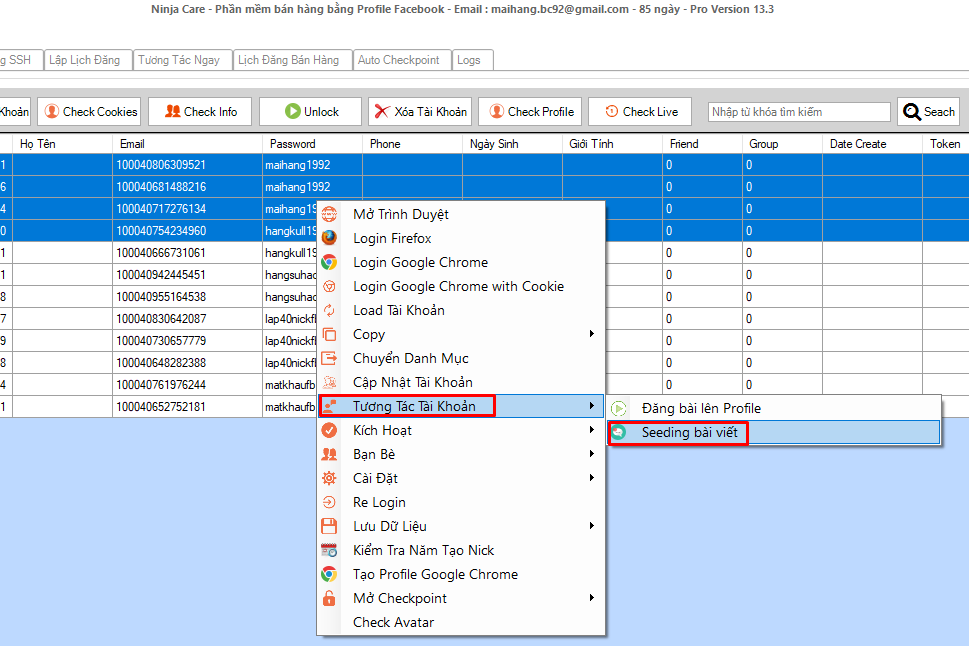 Ninja Care - Phần mềm bán hàng bằng Profile Facebook - Email : maihang.bc92@gmail.com - 85 ngày - Pro Version 13.3
g SSH Lập Lịch Đăng Tương Tác Ngay Lịch Đăng Bán Hàng Auto Checkpoint Logs
Khoản Check Cookies Check Info Unlock Xóa Tài Khoản Check Profile Check Live Nhập từ khóa tìm kiếm Seach
Họ Tên Email Password Phone Ngày Sinh Giới Tính Friend Group Date Create Token
1 100040806309521 maihang1992 0 0
6 100040681488216 maihang1992 0 0
4 100040717276134 maihang19 0 0
0 100040754234960 hangkull19 0 0
1 100040666731061 hangkull19 0 0
1 100040942445451 hangsuhao 0 0
8 100040955164538 hangsuhao 0 0
7 100040830642087 lap40nickf 0 0
9 100040730657779 lap40nickf 0 0
8 100040648282388 lap40nickf 0 0
4 100040761976244 matkhaufb 0 0
1 100040652752181 matkhaufb 0 0
Mở Trình Duyệt
Login Firefox
Login Google Chrome
Login Google Chrome with Cookie
Load Tài Khoản
Copy
Chuyển Danh Mục
Cập Nhật Tài Khoản
Tương Tác Tài Khoản
Kích Hoạt
Bạn Bè
Cài Đặt
Re Login
Lưu Dữ Liệu
Kiểm Tra Năm Tạo Nick
Tạo Profile Google Chrome
Mở Checkpoint
Check Avatar
Đăng bài lên Profile
Seeding bài viết